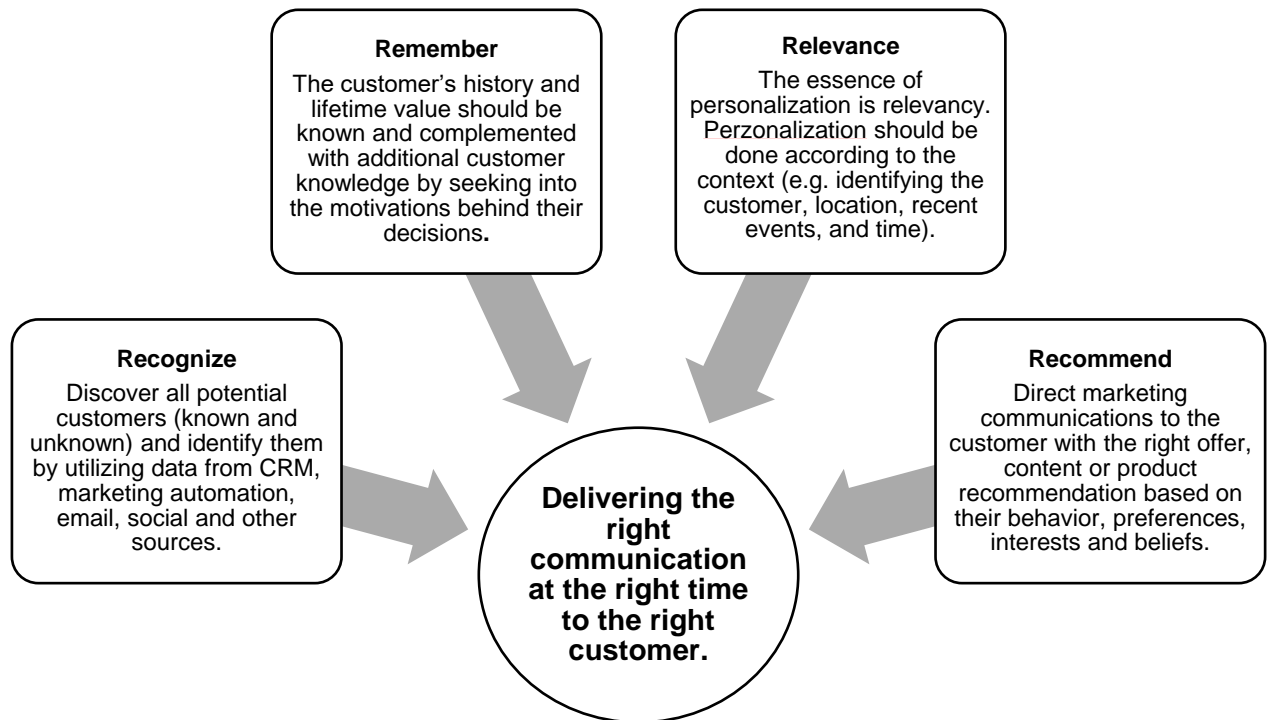 Remember
The customer’s history and
lifetime value should be
known and complemented
with additional customer
knowledge by seeking into
the motivations behind their
decisions.
Relevance
The essence of
personalization is relevancy.
Perzonalization should be
done according to the
context (e.g. identifying the
customer, location, recent
events, and time).
Recognize
Discover all potential
customers (known and
unknown) and identify them
by utilizing data from CRM,
marketing automation,
email, social and other
sources.
Recommend
Direct marketing
communications to the
customer with the right offer,
content or product
recommendation based on
their behavior, preferences,
interests and beliefs.
Delivering the
right
communication
at the right time
to the right
customer.